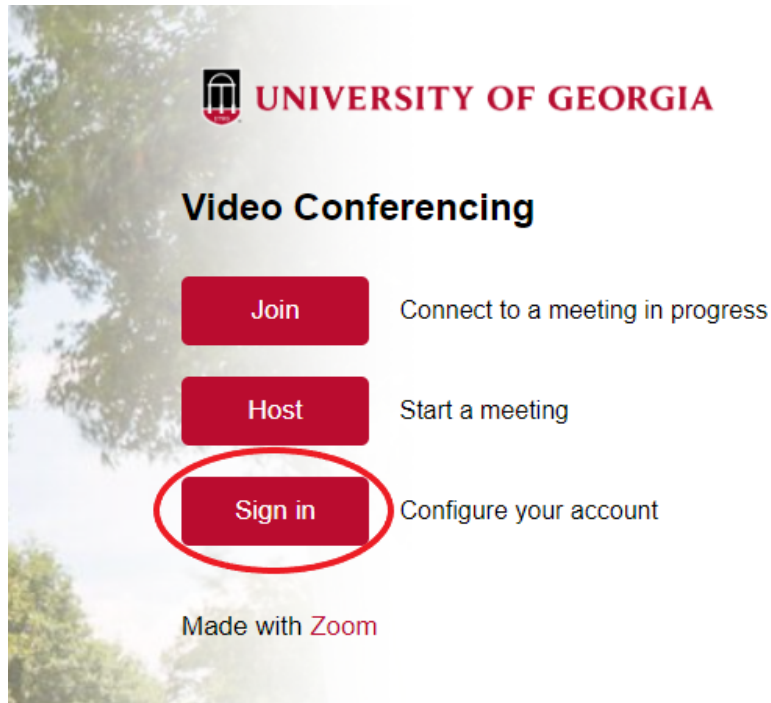 UNIVERSITY OF GEORGIA
Video Conferencing
Join Connect to a meeting in progress
Host Start a meeting
Sign in Configure your account
Made with Zoom